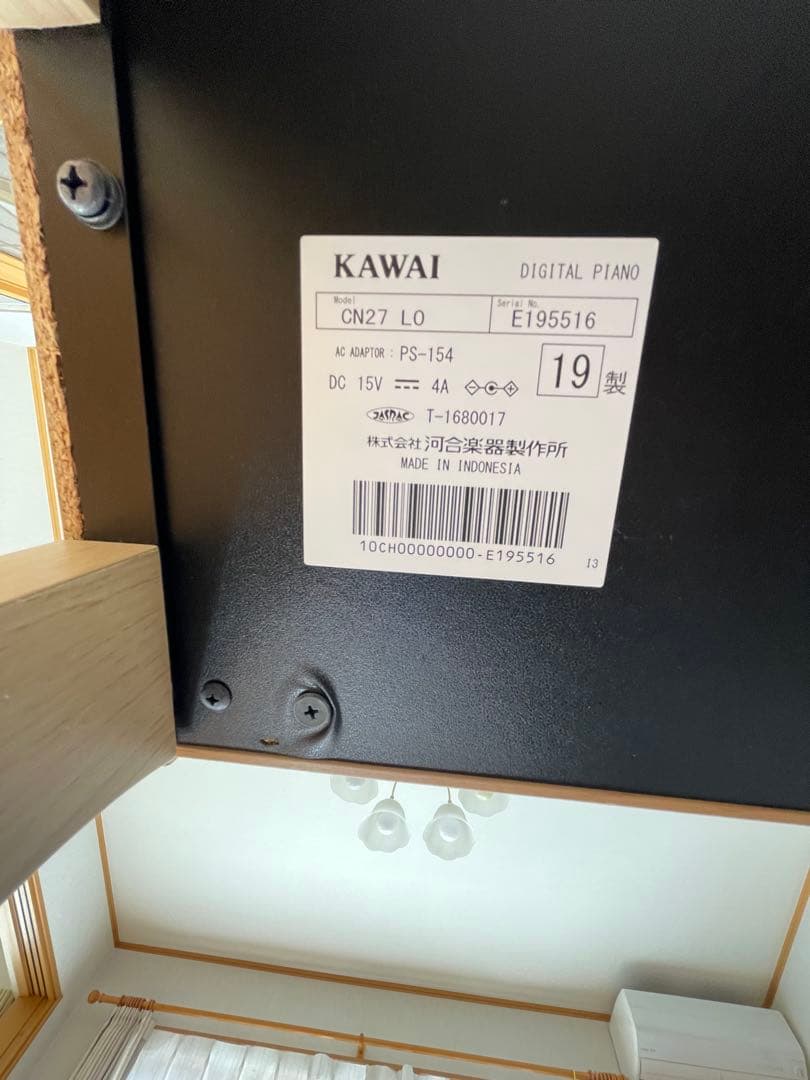 KAWAI
DIGITAL PIANO
Model
CN27 LO
Serial No.
E195516
AC ADAPTOR : PS-154
DC 15V 4A
19 製
JASRAC T-1680017
株式会社 河合楽器製作所
MADE IN INDONESIA
10CH00000000-E195516
I3